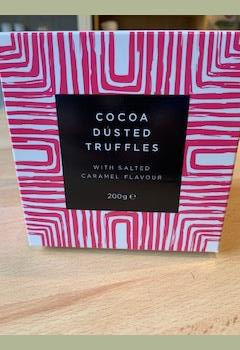 COCOA
DUSTED
TRUFFLES
WITH SALTED
CARAMEL FLAVOUR
200g ℮